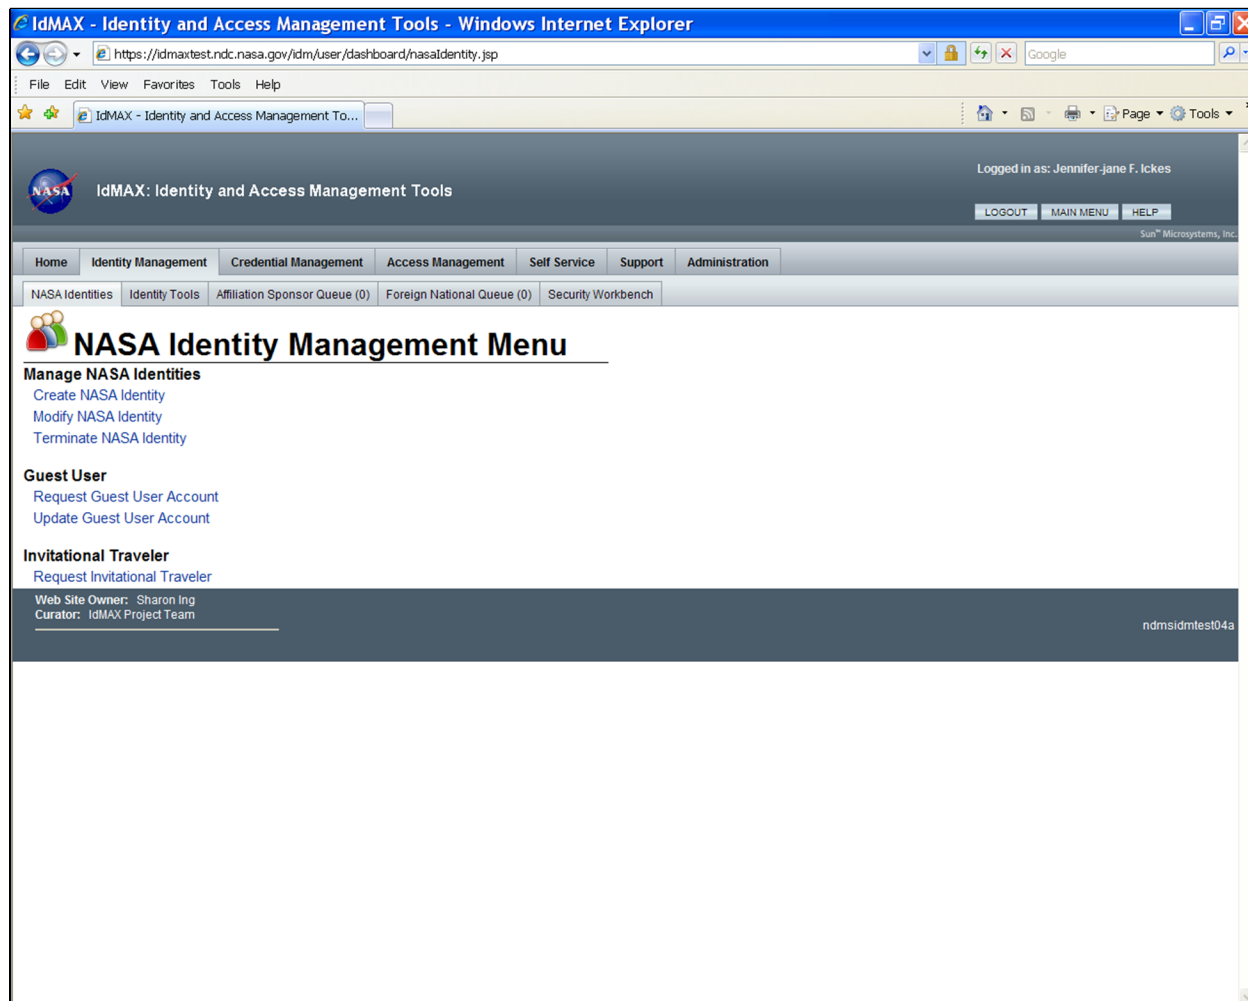 IdMAX - Identity and Access Management Tools - Windows Internet Explorer
https://idmaxtest.ndc.nasa.gov/idm/user/dashboard/nasaIdentity.jsp
Google
File Edit View Favorites Tools Help
IdMAX - Identity and Access Management To...
Page Tools
Logged in as: Jennifer-jane F. Ickes
NASA
IdMAX: Identity and Access Management Tools
LOGOUT MAIN MENU HELP
Sun™ Microsystems, Inc.
Home Identity Management Credential Management Access Management Self Service Support Administration
NASA Identities Identity Tools Affiliation Sponsor Queue (0) Foreign National Queue (0) Security Workbench
NASA Identity Management Menu
Manage NASA Identities
Create NASA Identity
Modify NASA Identity
Terminate NASA Identity
Guest User
Request Guest User Account
Update Guest User Account
Invitational Traveler
Request Invitational Traveler
Web Site Owner: Sharon Ing
Curator: IdMAX Project Team
ndmsidmtest04a